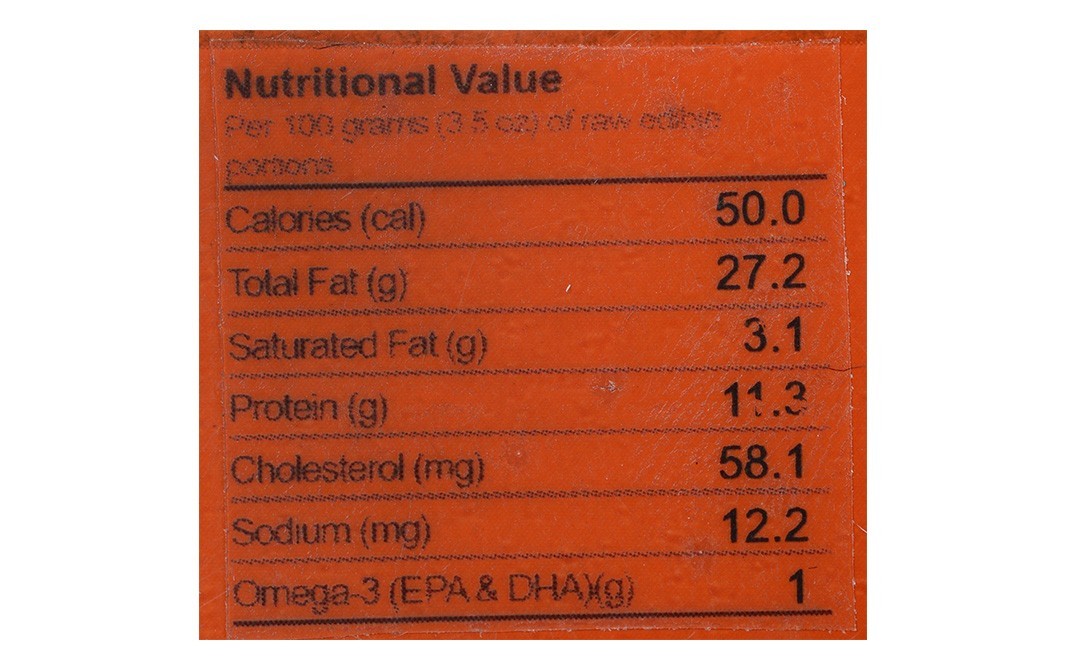 Nutritional Value
Per 100 grams (3.5 oz) of raw edible
portions
Calories (cal) 50.0
Total Fat (g) 27.2
Saturated Fat (g) 3.1
Protein (g) 11.3
Cholesterol (mg) 58.1
Sodium (mg) 12.2
Omega-3 (EPA & DHA)(g) 1